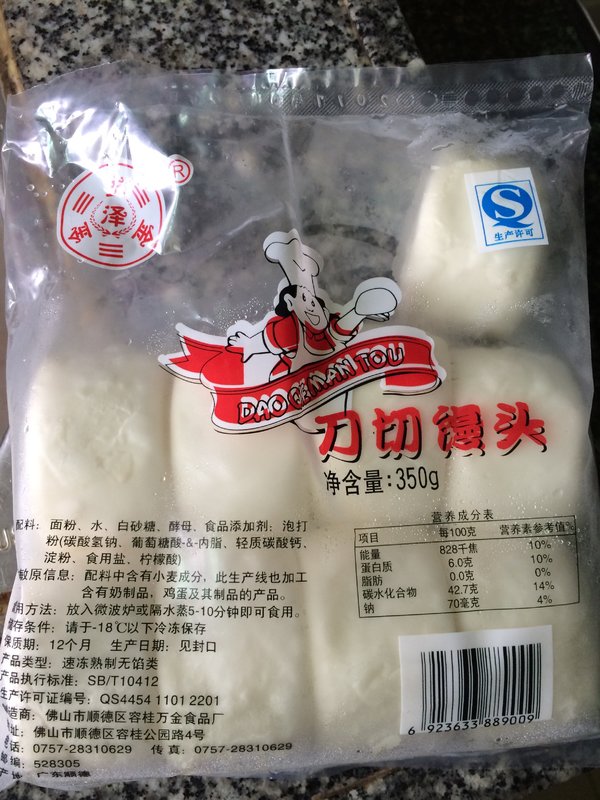 泽
金
金
®
S
生产许可
DAO QIE MAN TOU
刀切馒头
净含量:350g
配料: 面粉、水、白砂糖、酵母、食品添加剂; 泡打
粉(碳酸氢钠、葡萄糖酸-&-内脂、轻质碳酸钙、
淀粉、食用盐、柠檬酸)
敏原信息: 配料中含有小麦成分, 此生产线也加工
含有奶制品, 鸡蛋及其制品的产品。
用方法: 放入微波炉或隔水蒸5-10分钟即可食用。
储存条件: 请于-18℃以下冷冻保存
保质期: 12个月 生产日期: 见封口
产品类型: 速冻熟制无馅类
产品执行标准: SB/T10412
生产许可证编号: QS4454 1101 2201
制造商: 佛山市顺德区容桂万金食品厂
址: 佛山市顺德区容桂公园路4号
电话: 0757-28310629 传真: 0757-28310629
邮编: 528305
产地: 广东顺德
营养成分表
项目 每100克 营养素参考值%
能量 828千焦 10%
蛋白质 6.0克 10%
脂肪 0.0克 0%
碳水化合物 42.7克 14%
钠 70毫克 4%
6 923633 889009